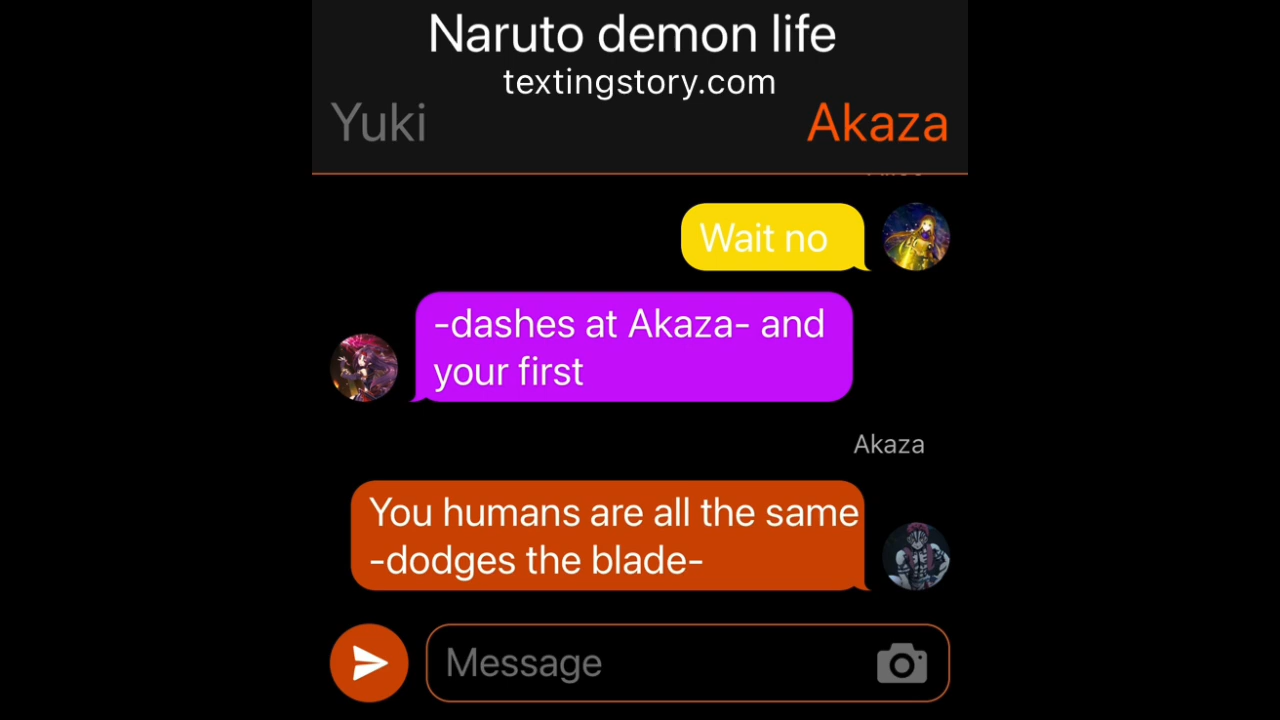 Naruto demon life
textingstory.com
Yuki
Akaza
Wait no
-dashes at Akaza- and
your first
Akaza
You humans are all the same
-dodges the blade-
Message